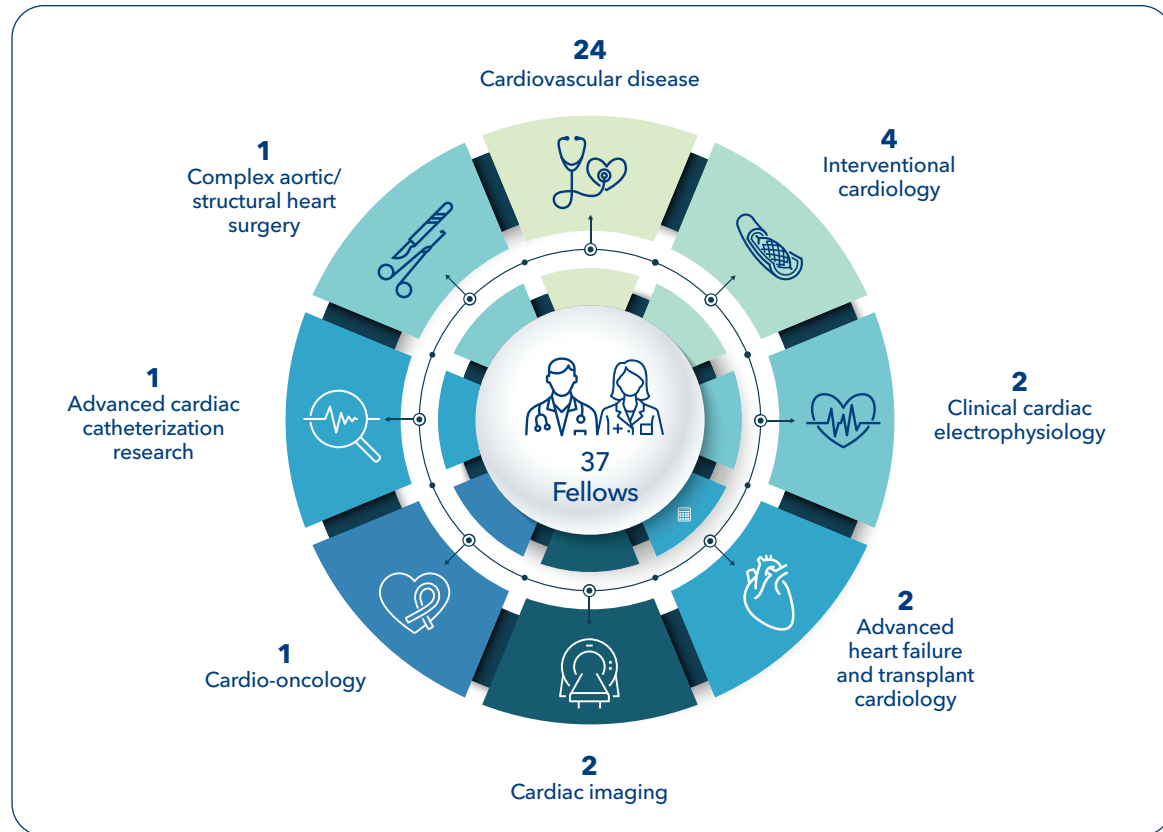 24
Cardiovascular disease
4
Interventional
cardiology
2
Clinical cardiac
electrophysiology
2
Advanced
heart failure
and transplant
cardiology
2
Cardiac imaging
1
Cardio-oncology
1
Advanced cardiac
catheterization
research
1
Complex aortic/
structural heart
surgery
37
Fellows